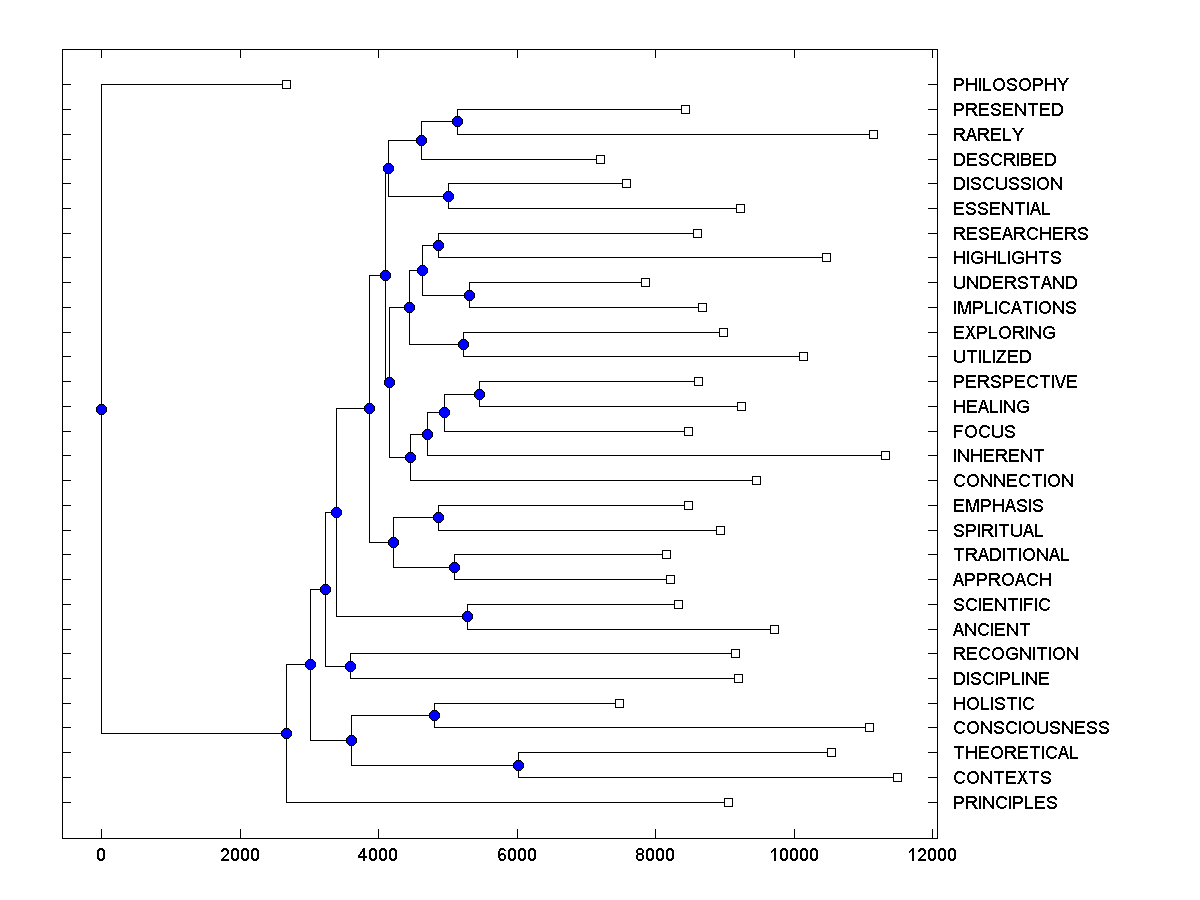 PHILOSOPHY
PRESENTED
RARELY
DESCRIBED
DISCUSSION
ESSENTIAL
RESEARCHERS
HIGHLIGHTS
UNDERSTAND
IMPLICATIONS
EXPLORING
UTILIZED
PERSPECTIVE
HEALING
FOCUS
INHERENT
CONNECTION
EMPHASIS
SPIRITUAL
TRADITIONAL
APPROACH
SCIENTIFIC
ANCIENT
RECOGNITION
DISCIPLINE
HOLISTIC
CONSCIOUSNESS
THEORETICAL
CONTEXTS
PRINCIPLES
0 2000 4000 6000 8000 10000 12000